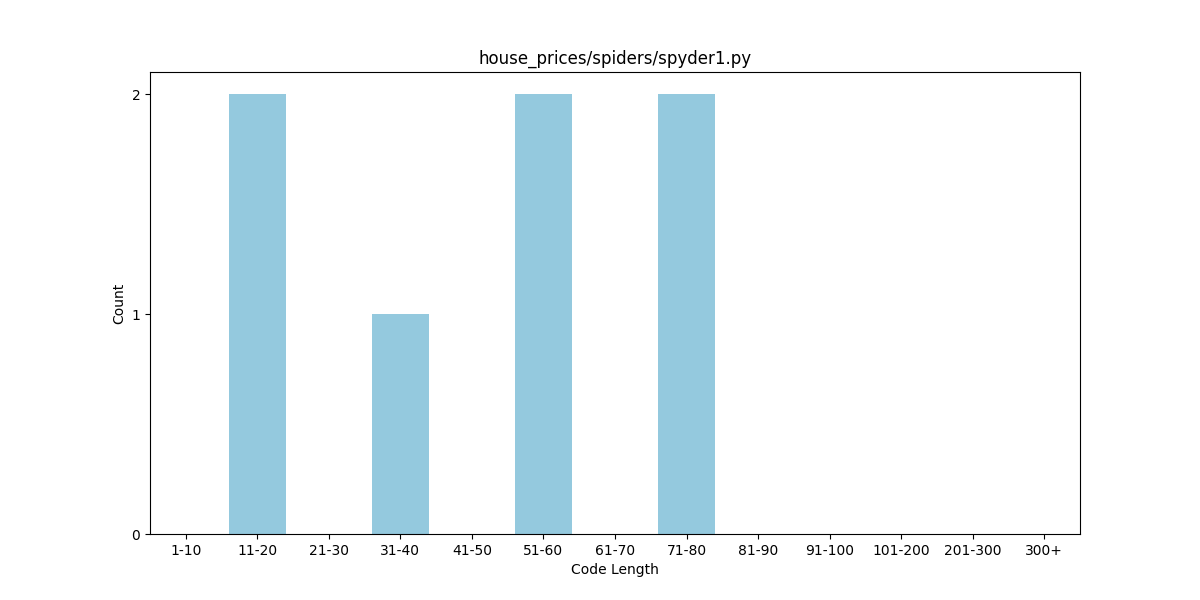 house_prices/spiders/spyder1.py
Count
2
1
0
1-10 11-20 21-30 31-40 41-50 51-60 61-70 71-80 81-90 91-100 101-200 201-300 300+
Code Length